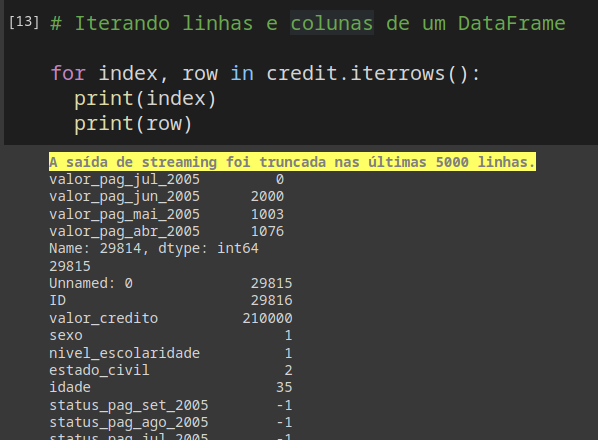 [13] # Iterando linhas e colunas de um DataFrame
for index, row in credit.iterrows():
print(index)
print(row)
A saída de streaming foi truncada nas últimas 5000 linhas.
valor_pag_jul_2005 0
valor_pag_jun_2005 2000
valor_pag_mai_2005 1003
valor_pag_abr_2005 1076
Name: 29814, dtype: int64
29815
Unnamed: 0 29815
ID 29816
valor_credito 210000
sexo 1
nivel_escolaridade 1
estado_civil 2
idade 35
status_pag_set_2005 -1
status_pag_ago_2005 -1
status_pag_jul_2005 -1